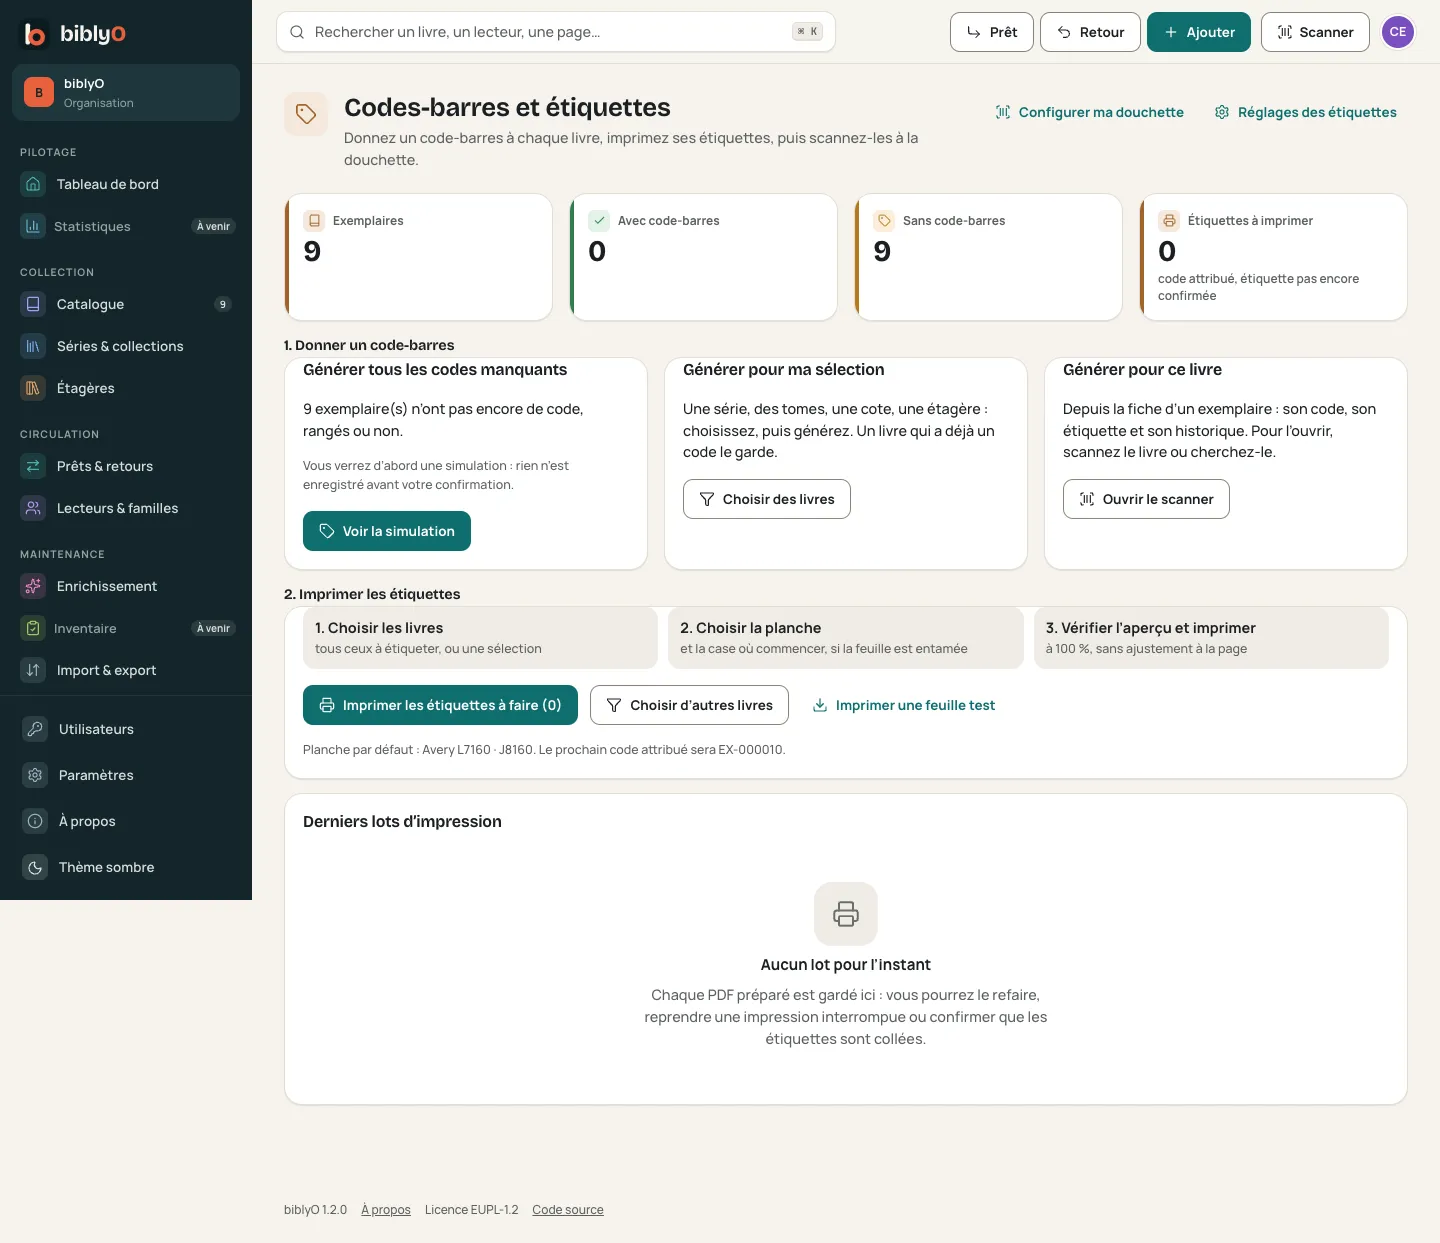 biblyO
B
biblyO
Organisation
PILOTAGE
Tableau de bord
Statistiques
À venir
COLLECTION
Catalogue
9
Séries & collections
Étagères
CIRCULATION
Prêts & retours
Lecteurs & familles
MAINTENANCE
Enrichissement
Inventaire
À venir
Import & export
Utilisateurs
Paramètres
À propos
Thème sombre
Rechercher un livre, un lecteur, une page…
⌘ K
Prêt
Retour
Ajouter
Scanner
CE
Codes-barres et étiquettes
Donnez un code-barres à chaque livre, imprimez ses étiquettes, puis scannez-les à la
douchette.
Configurer ma douchette
Réglages des étiquettes
Exemplaires
9
Avec code-barres
0
Sans code-barres
9
Étiquettes à imprimer
0
code attribué, étiquette pas encore
confirmée
1. Donner un code-barres
Générer tous les codes manquants
9 exemplaire(s) n’ont pas encore de code,
rangés ou non.
Vous verrez d’abord une simulation : rien n’est
enregistré avant votre confirmation.
Voir la simulation
Générer pour ma sélection
Une série, des tomes, une cote, une étagère :
choisissez, puis générez. Un livre qui a déjà un
code le garde.
Choisir des livres
Générer pour ce livre
Depuis la fiche d’un exemplaire : son code, son
étiquette et son historique. Pour l’ouvrir,
scannez le livre ou cherchez-le.
Ouvrir le scanner
2. Imprimer les étiquettes
1. Choisir les livres
tous ceux à étiqueter, ou une sélection
2. Choisir la planche
et la case où commencer, si la feuille est entamée
3. Vérifier l’aperçu et imprimer
à 100 %, sans ajustement à la page
Imprimer les étiquettes à faire (0)
Choisir d’autres livres
Imprimer une feuille test
Planche par défaut : Avery L7160 · J8160. Le prochain code attribué sera EX-000010.
Derniers lots d’impression
Aucun lot pour l’instant
Chaque PDF préparé est gardé ici : vous pourrez le refaire,
reprendre une impression interrompue ou confirmer que les
étiquettes sont collées.
biblyO 1.2.0
À propos
Licence EUPL-1.2
Code source